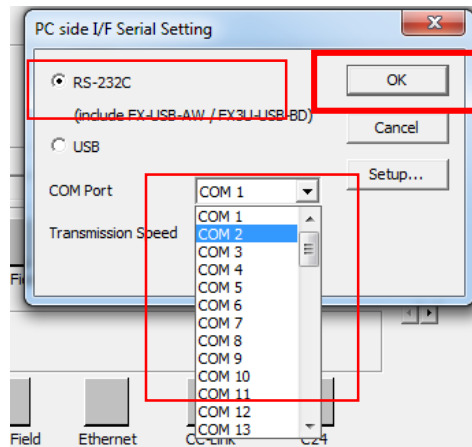 PC side I/F Serial Setting
RS-232C
(include FX-USB-AW / FX3U-USB-BD)
USB
OK
Cancel
Setup...
COM Port
COM 1
Transmission Speed
COM 1
COM 2
COM 3
COM 4
COM 5
COM 6
COM 7
COM 8
COM 9
COM 10
COM 11
COM 12
COM 13
Field
Ethernet
CC-Link
C24